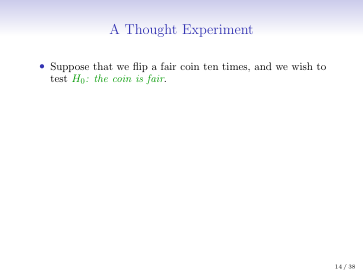 A Thought Experiment
• Suppose that we flip a fair coin ten times, and we wish to
test H₀: the coin is fair.
14 / 38